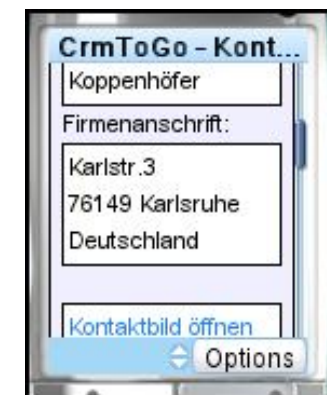 CrmToGo - Kont...
Koppenhöfer
Firmenanschrift:
Karlstr.3
76149 Karlsruhe
Deutschland
Kontaktbild öffnen
Options